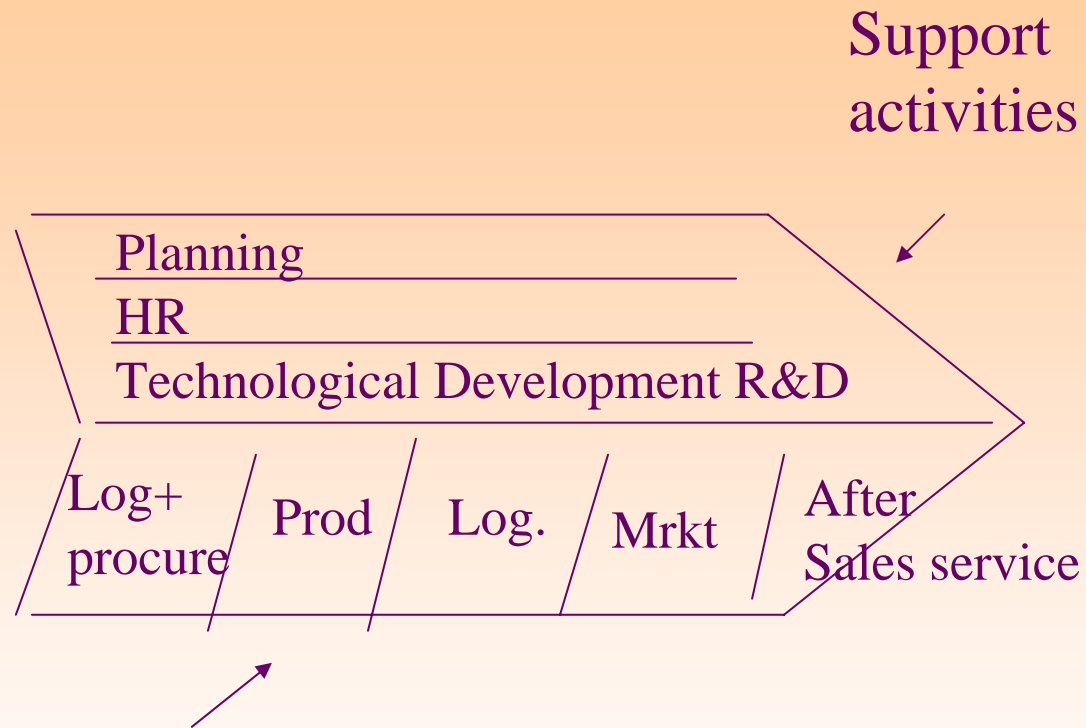 Support
activities
Planning
HR
Technological Development R&D
Log+
procure
Prod
Log.
Mrkt
After
Sales service